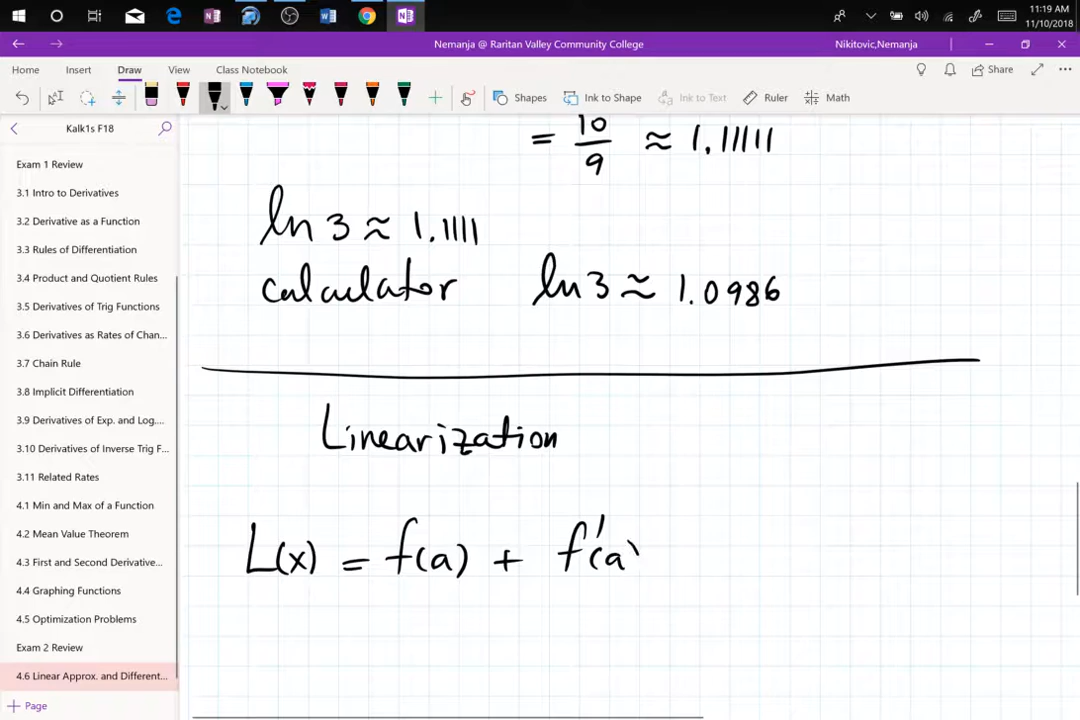 11:19 AM
11/10/2018
Nemanja @ Raritan Valley Community College
Nikitovic,Nemanja
Home Insert Draw View Class Notebook
Share
Shapes Ink to Shape Ink to Text Ruler Math
Kalk1s F18
Exam 1 Review
3.1 Intro to Derivatives
3.2 Derivative as a Function
3.3 Rules of Differentiation
3.4 Product and Quotient Rules
3.5 Derivatives of Trig Functions
3.6 Derivatives as Rates of Chan...
3.7 Chain Rule
3.8 Implicit Differentiation
3.9 Derivatives of Exp. and Log....
3.10 Derivatives of Inverse Trig F...
3.11 Related Rates
4.1 Min and Max of a Function
4.2 Mean Value Theorem
4.3 First and Second Derivative...
4.4 Graphing Functions
4.5 Optimization Problems
Exam 2 Review
4.6 Linear Approx. and Different...
+ Page
= 10/9 ≈ 1.11111
ln 3 ≈ 1.1111
calculator ln 3 ≈ 1.0986
Linearization
L(x) = f(a) + f'(a)